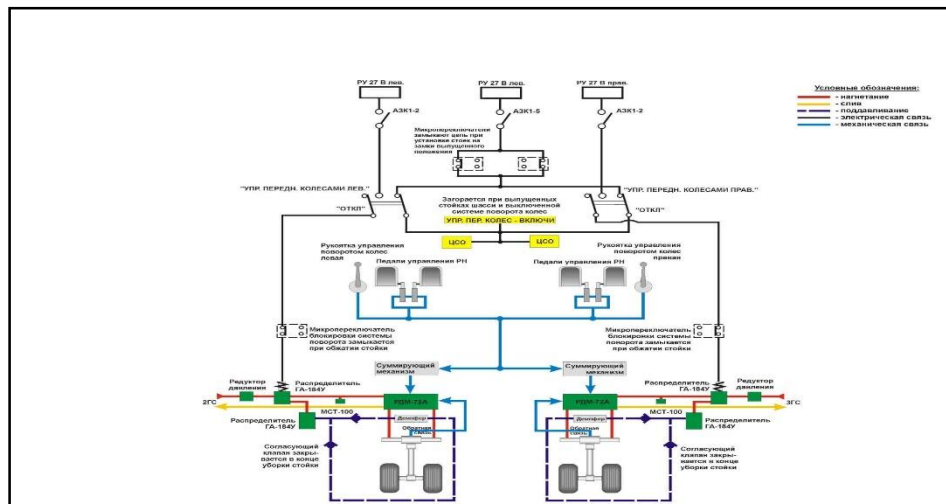 РУ 27 В лев.
РУ 27 В лев.
РУ 27 В прав.
АЗК1-2
АЗК1-5
АЗК1-2
Условные обозначения:
- нагнетание
- слив
- поддавливание
- электрическая связь
- механическая связь
Микропереключатели
замыкают цепь при
установке стоек на
замки выпущенного
положения
"УПР. ПЕРЕДН. КОЛЕСАМИ ЛЕВ."
"УПР. ПЕРЕДН. КОЛЕСАМИ ПРАВ."
"ОТКЛ"
"ОТКЛ"
Загорается при выпущенных
стойках шасси и выключенной
системе поворота колес
УПР. ПЕР. КОЛЕС - ВКЛЮЧИ
ЦСО
ЦСО
Рукоятка управления
поворотом колес
левая
Педали управления РН
Педали управления РН
Рукоятка управления
поворотом колес
правая
Микропереключатель
блокировки системы
поворота замыкается
при обжатии стойки
Микропереключатель
блокировки системы
поворота замыкается
при обжатии стойки
Суммирующий
механизм
Суммирующий
механизм
Редуктор
давления
Распределитель
ГА-184У
РДМ-72А
2ГС
МСТ-100
Распределитель
ГА-184У
Демпфер
Обратная
связь
Согласующий
клапан закры-
вается в конце
уборки стойки
Распределитель
ГА-184У
Редуктор
давления
РДМ-72А
3ГС
МСТ-100
Распределитель
ГА-184У
Демпфер
Обратная
связь
Согласующий
клапан закры-
вается в конце
уборки стойки